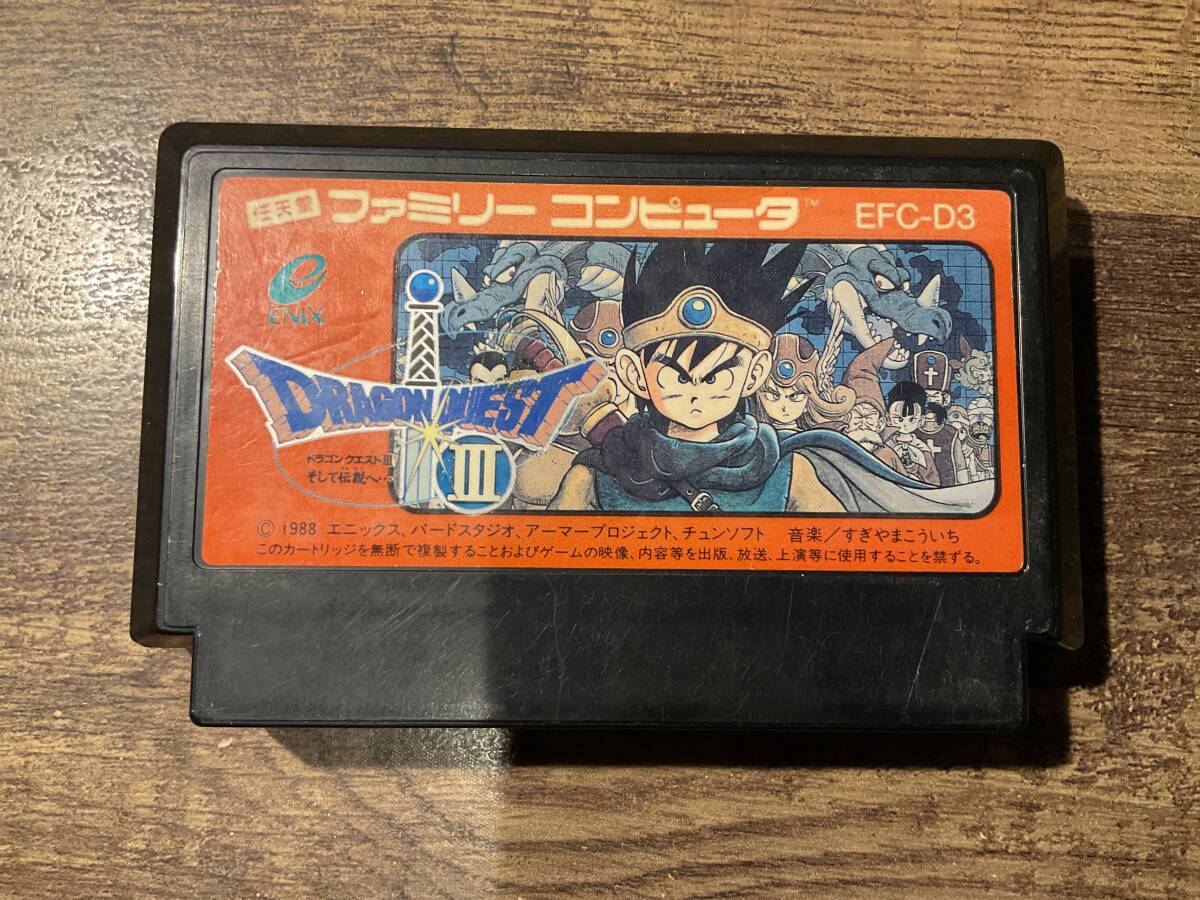 任天堂 ファミリー コンピュータ™ EFC-D3
ENIX
DRAGON QUEST
III
ドラゴンクエストIII
そして伝説へ…
© 1988 エニックス、バードスタジオ、アーマープロジェクト、チュンソフト 音楽/すぎやまこういち
このカートリッジを無断で複製することおよびゲームの映像、内容等を出版、放送、上演等に使用することを禁ずる。